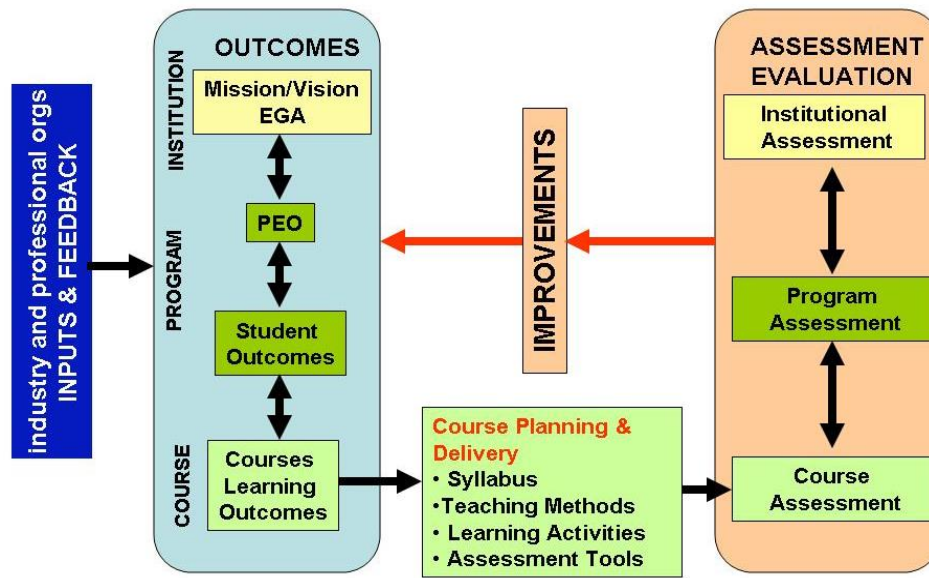 industry and professional orgs
INPUTS & FEEDBACK
OUTCOMES
INSTITUTION
Mission/Vision
EGA
PROGRAM
PEO
Student
Outcomes
COURSE
Courses
Learning
Outcomes
IMPROVEMENTS
Course Planning &
Delivery
• Syllabus
•Teaching Methods
• Learning Activities
• Assessment Tools
ASSESSMENT
EVALUATION
Institutional
Assessment
Program
Assessment
Course
Assessment